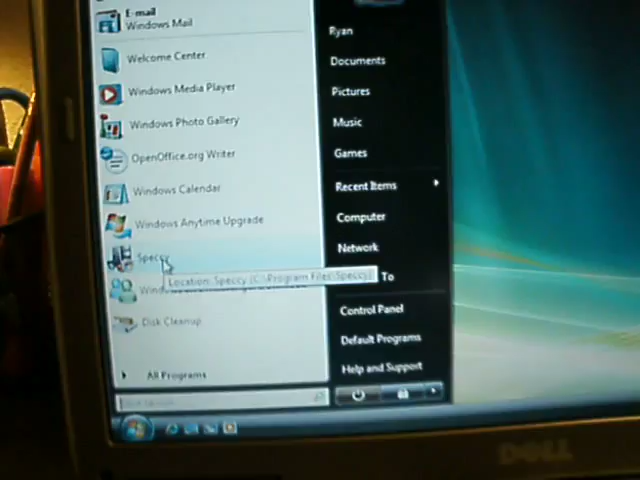 E-mail
Windows Mail
Welcome Center
Windows Media Player
Windows Photo Gallery
OpenOffice.org Writer
Windows Calendar
Windows Anytime Upgrade
Speccy
Location: Speccy (C:\Program Files\Speccy)
Disk Cleanup
All Programs
Ryan
Documents
Pictures
Music
Games
Recent Items
Computer
Network
To
Control Panel
Default Programs
Help and Support
DELL